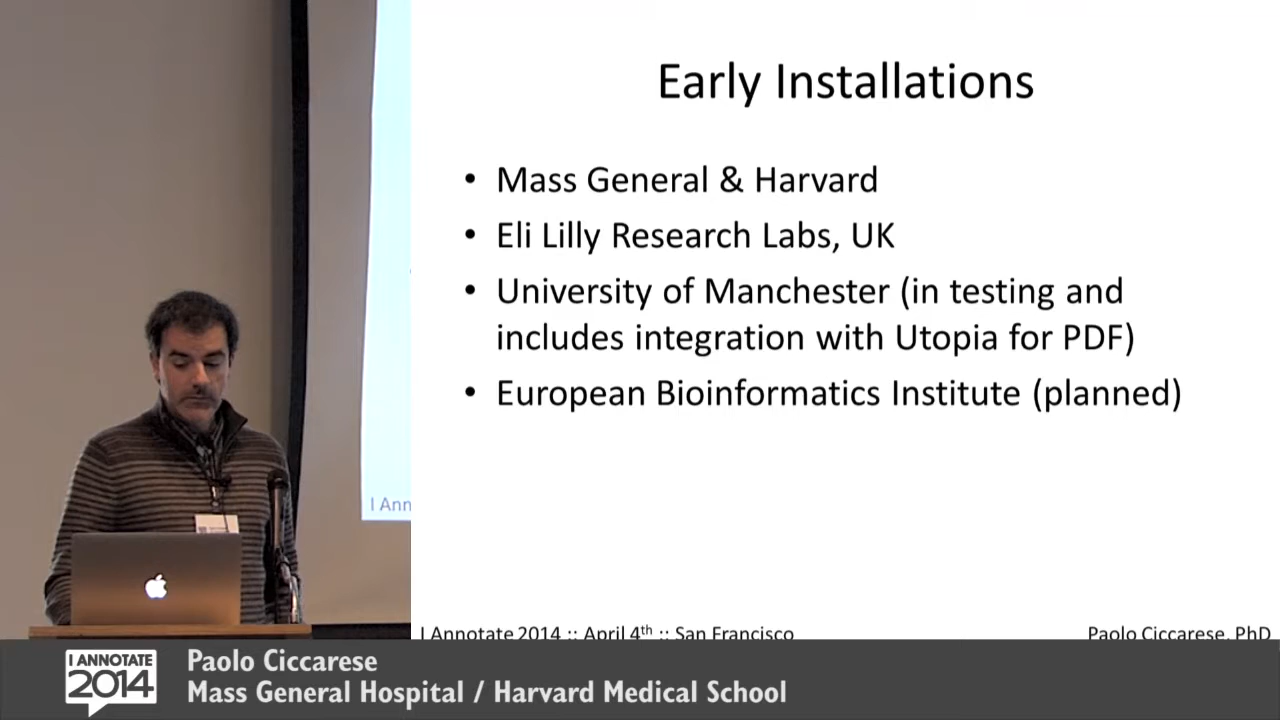 Early Installations
• Mass General & Harvard
• Eli Lilly Research Labs, UK
• University of Manchester (in testing and
includes integration with Utopia for PDF)
• European Bioinformatics Institute (planned)
I Ann
I Annotate 2014 :: April 4th :: San Francisco
Paolo Ciccarese, PhD
I ANNOTATE
2014
Paolo Ciccarese
Mass General Hospital / Harvard Medical School